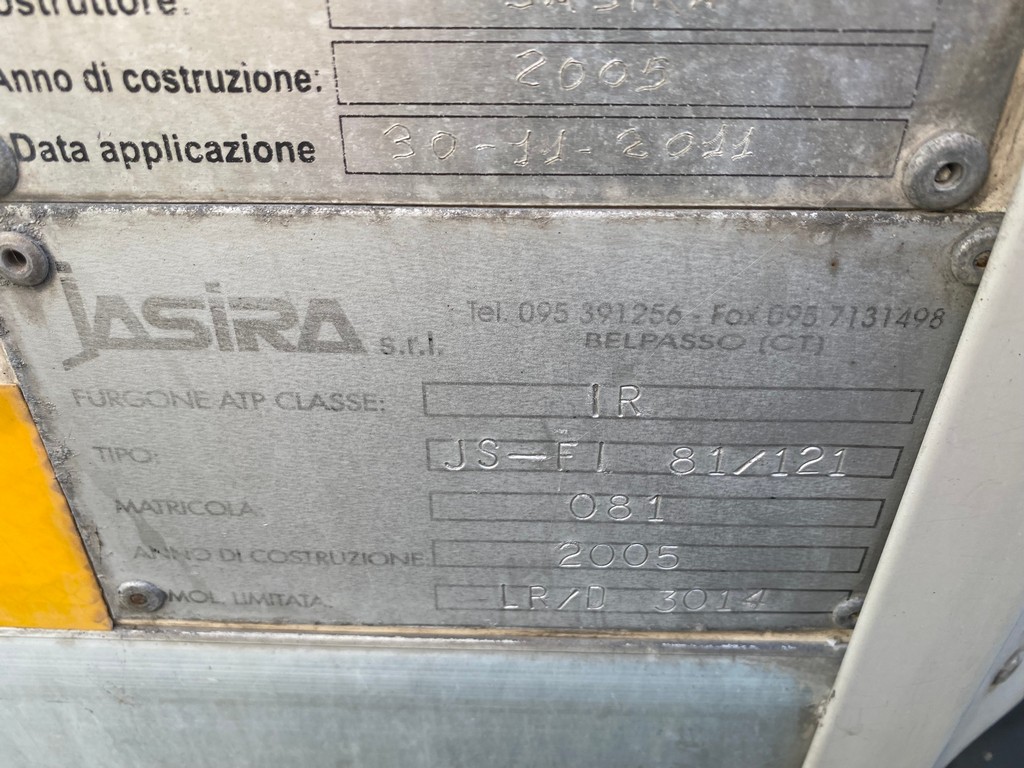 Anno di costruzione: 2005
Data applicazione 30-11-2011
JASIRA s.r.l.
Tel. 095 391256 - Fax 095 7131498
BELPASSO (CT)
FURGONE ATP CLASSE: IR
TIPO: JS-FI 81/121
MATRICOLA: 081
ANNO DI COSTRUZIONE: 2005
LIMITATA: LR/D 3014